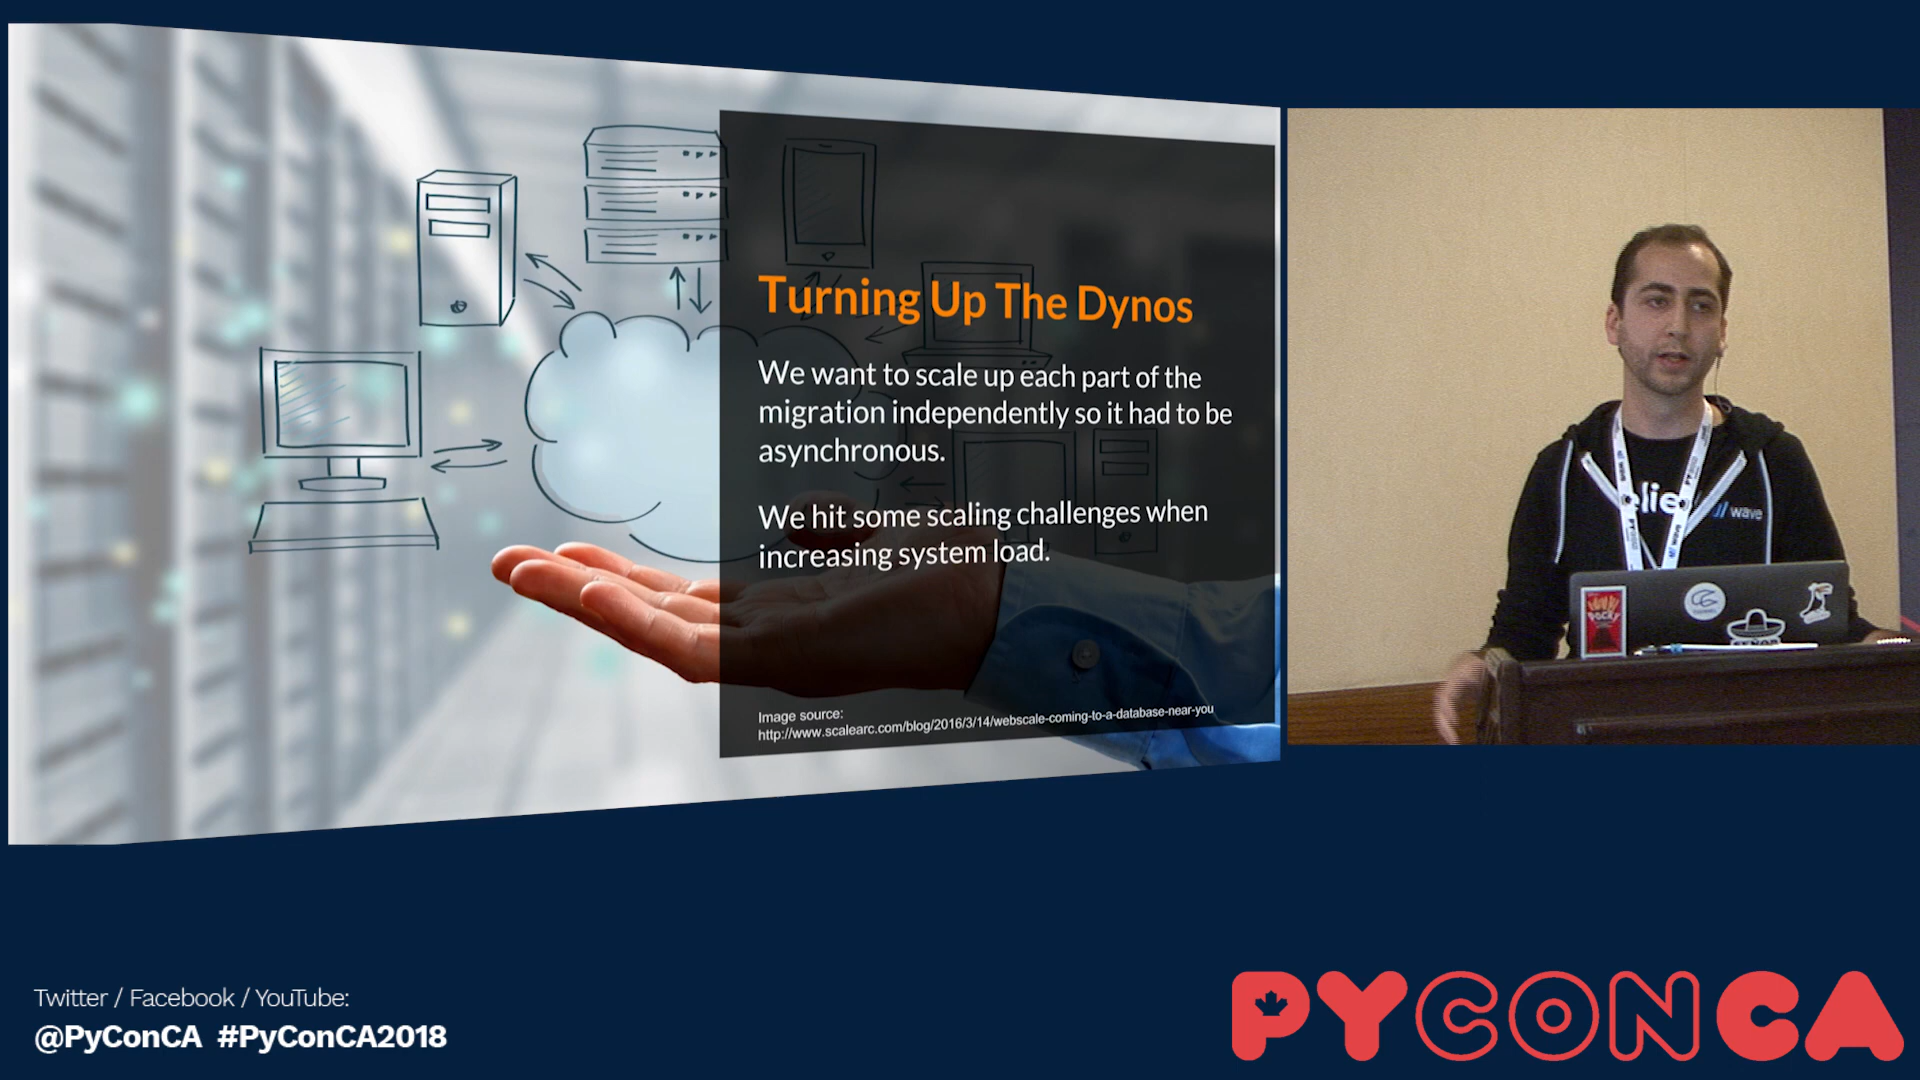 Turning Up The Dynos
We want to scale up each part of the
migration independently so it had to be
asynchronous.
We hit some scaling challenges when
increasing system load.
Image source:
http://www.scalearc.com/blog/2016/3/14/webscale-coming-to-a-database-near-you
wave
Twitter / Facebook / YouTube:
@PyConCA #PyConCA2018
PYCONCA